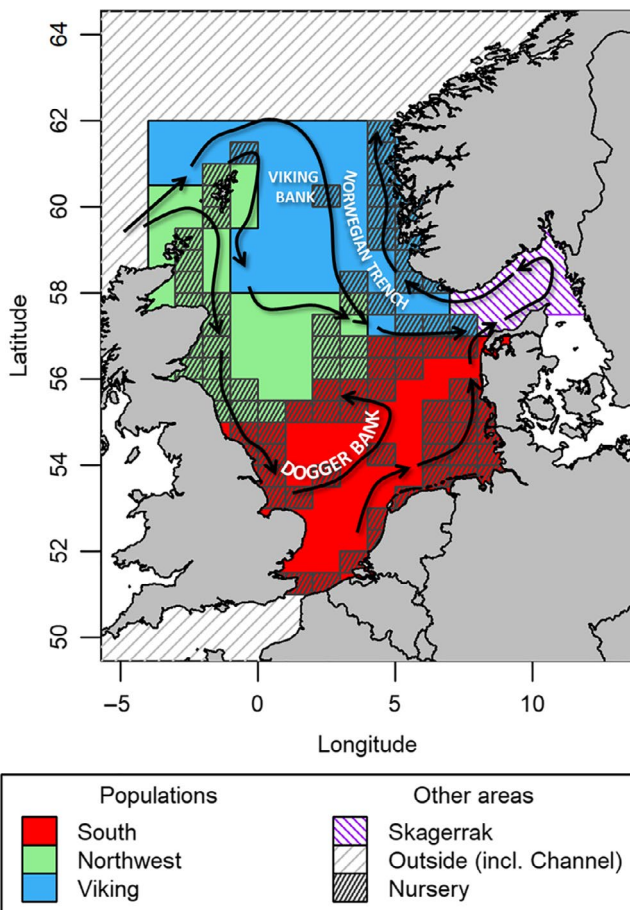 64
62
60
58
56
54
52
50
Latitude
VIKING
BANK
NORWEGIAN TRENCH
DOGGER BANK
−5
0
5
10
Longitude
Populations
South
Northwest
Viking
Other areas
Skagerrak
Outside (incl. Channel)
Nursery